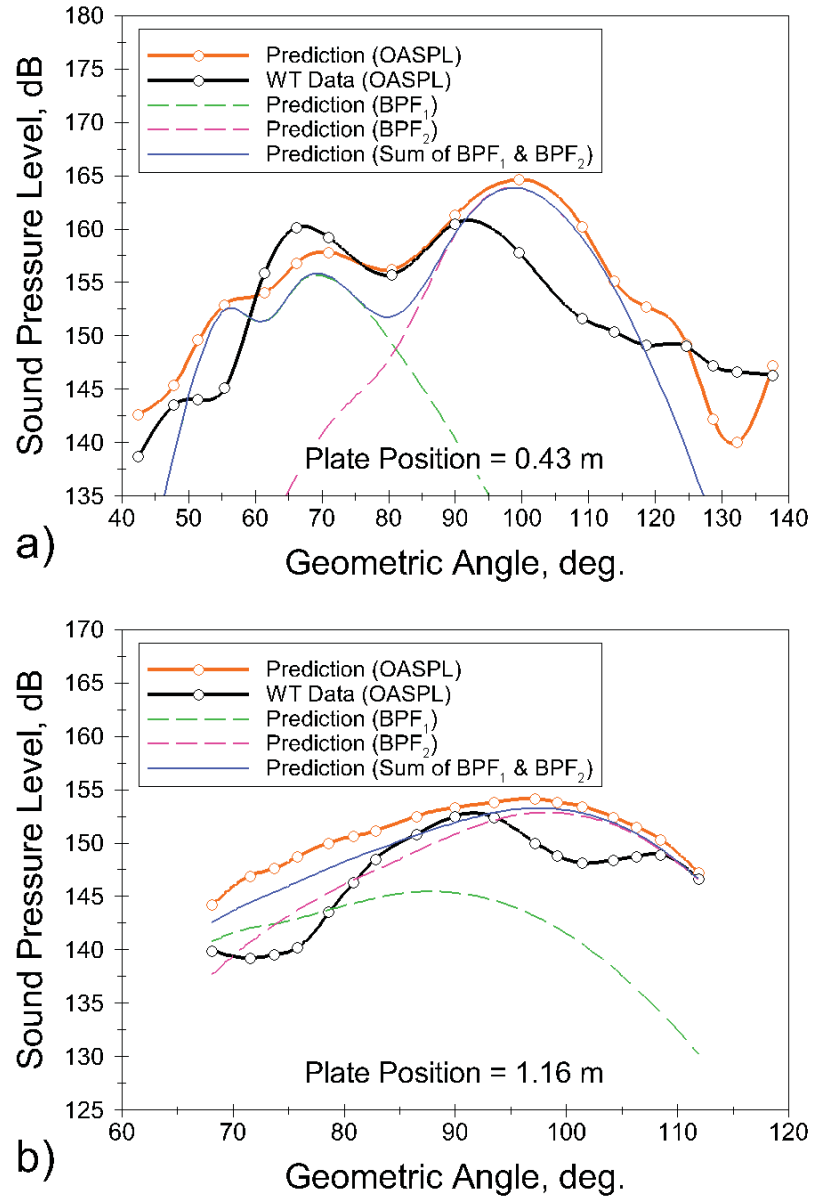 180
175
170
165
160
155
150
145
140
135
Sound Pressure Level, dB
Prediction (OASPL)
WT Data (OASPL)
Prediction (BPF₁)
Prediction (BPF₂)
Prediction (Sum of BPF₁ & BPF₂)
Plate Position = 0.43 m
40 50 60 70 80 90 100 110 120 130 140
Geometric Angle, deg.
a)
170
165
160
155
150
145
140
135
130
125
Sound Pressure Level, dB
Prediction (OASPL)
WT Data (OASPL)
Prediction (BPF₁)
Prediction (BPF₂)
Prediction (Sum of BPF₁ & BPF₂)
Plate Position = 1.16 m
60 70 80 90 100 110 120
Geometric Angle, deg.
b)